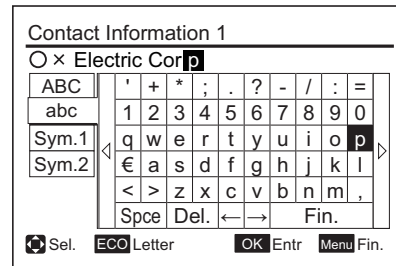 Contact Information 1
○× Electric Corp
ABC ' + * ; . ? - / : =
abc 1 2 3 4 5 6 7 8 9 0
Sym.1 q w e r t y u i o p
Sym.2 € a s d f g h j k l
< > z x c v b n m ,
Spce Del. ← → Fin.
Sel. ECO Letter OK Entr Menu Fin.